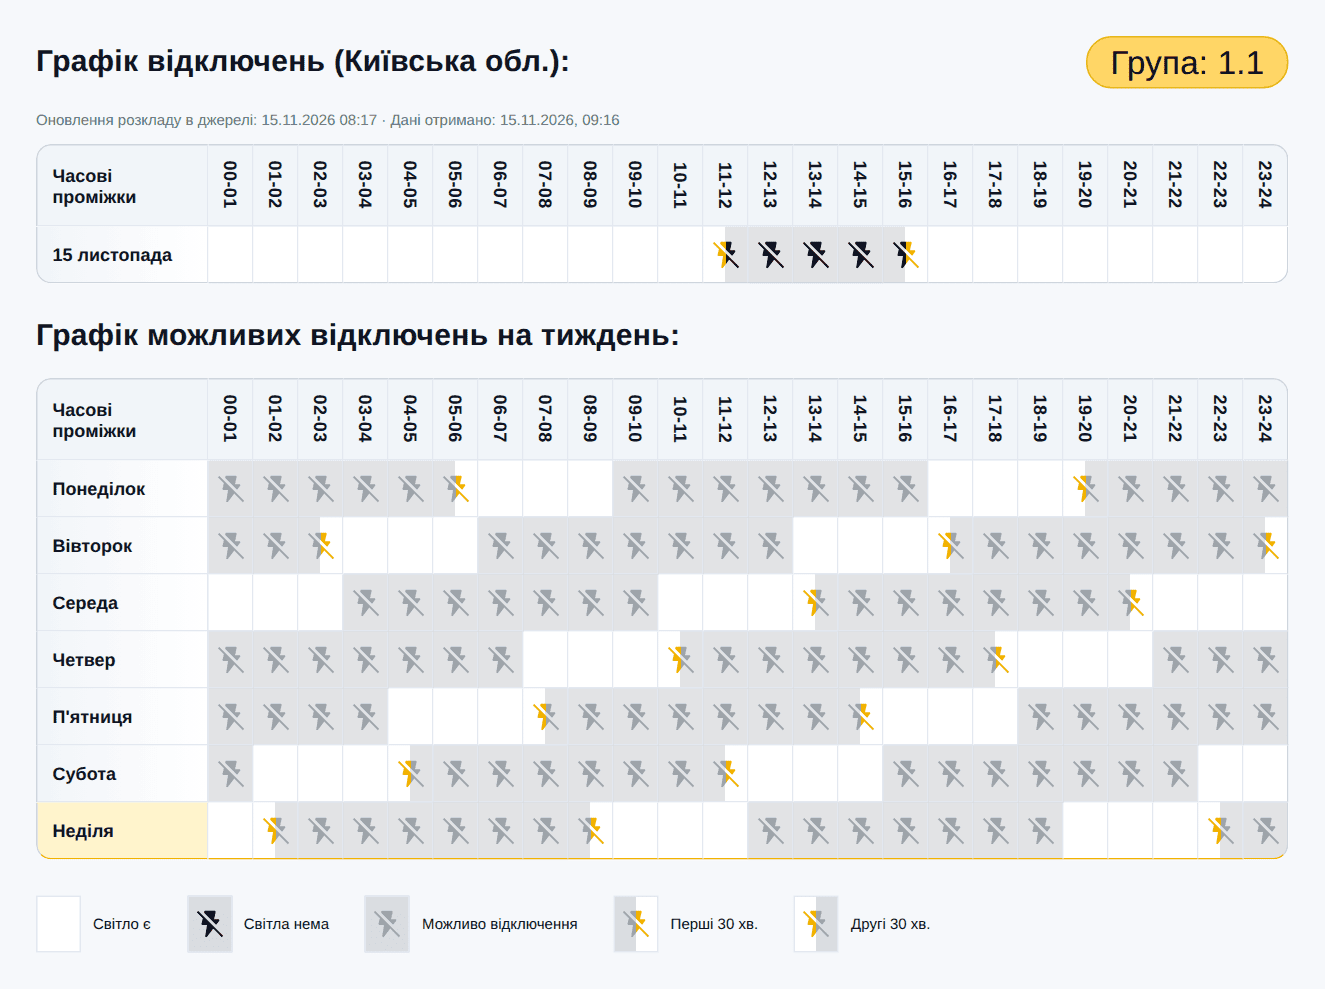 Графік відключень (Київська обл.):
Група: 1.1
Оновлення розкладу в джерелі: 15.11.2026 08:17 · Дані отримано: 15.11.2026, 09:16
Часові проміжки 00-01 01-02 02-03 03-04 04-05 05-06 06-07 07-08 08-09 09-10 10-11 11-12 12-13 13-14 14-15 15-16 16-17 17-18 18-19 19-20 20-21 21-22 22-23 23-24
15 листопада
Графік можливих відключень на тиждень:
Часові проміжки 00-01 01-02 02-03 03-04 04-05 05-06 06-07 07-08 08-09 09-10 10-11 11-12 12-13 13-14 14-15 15-16 16-17 17-18 18-19 19-20 20-21 21-22 22-23 23-24
Понеділок
Вівторок
Середа
Четвер
П'ятниця
Субота
Неділя
Світло є Світла нема Можливо відключення Перші 30 хв. Другі 30 хв.